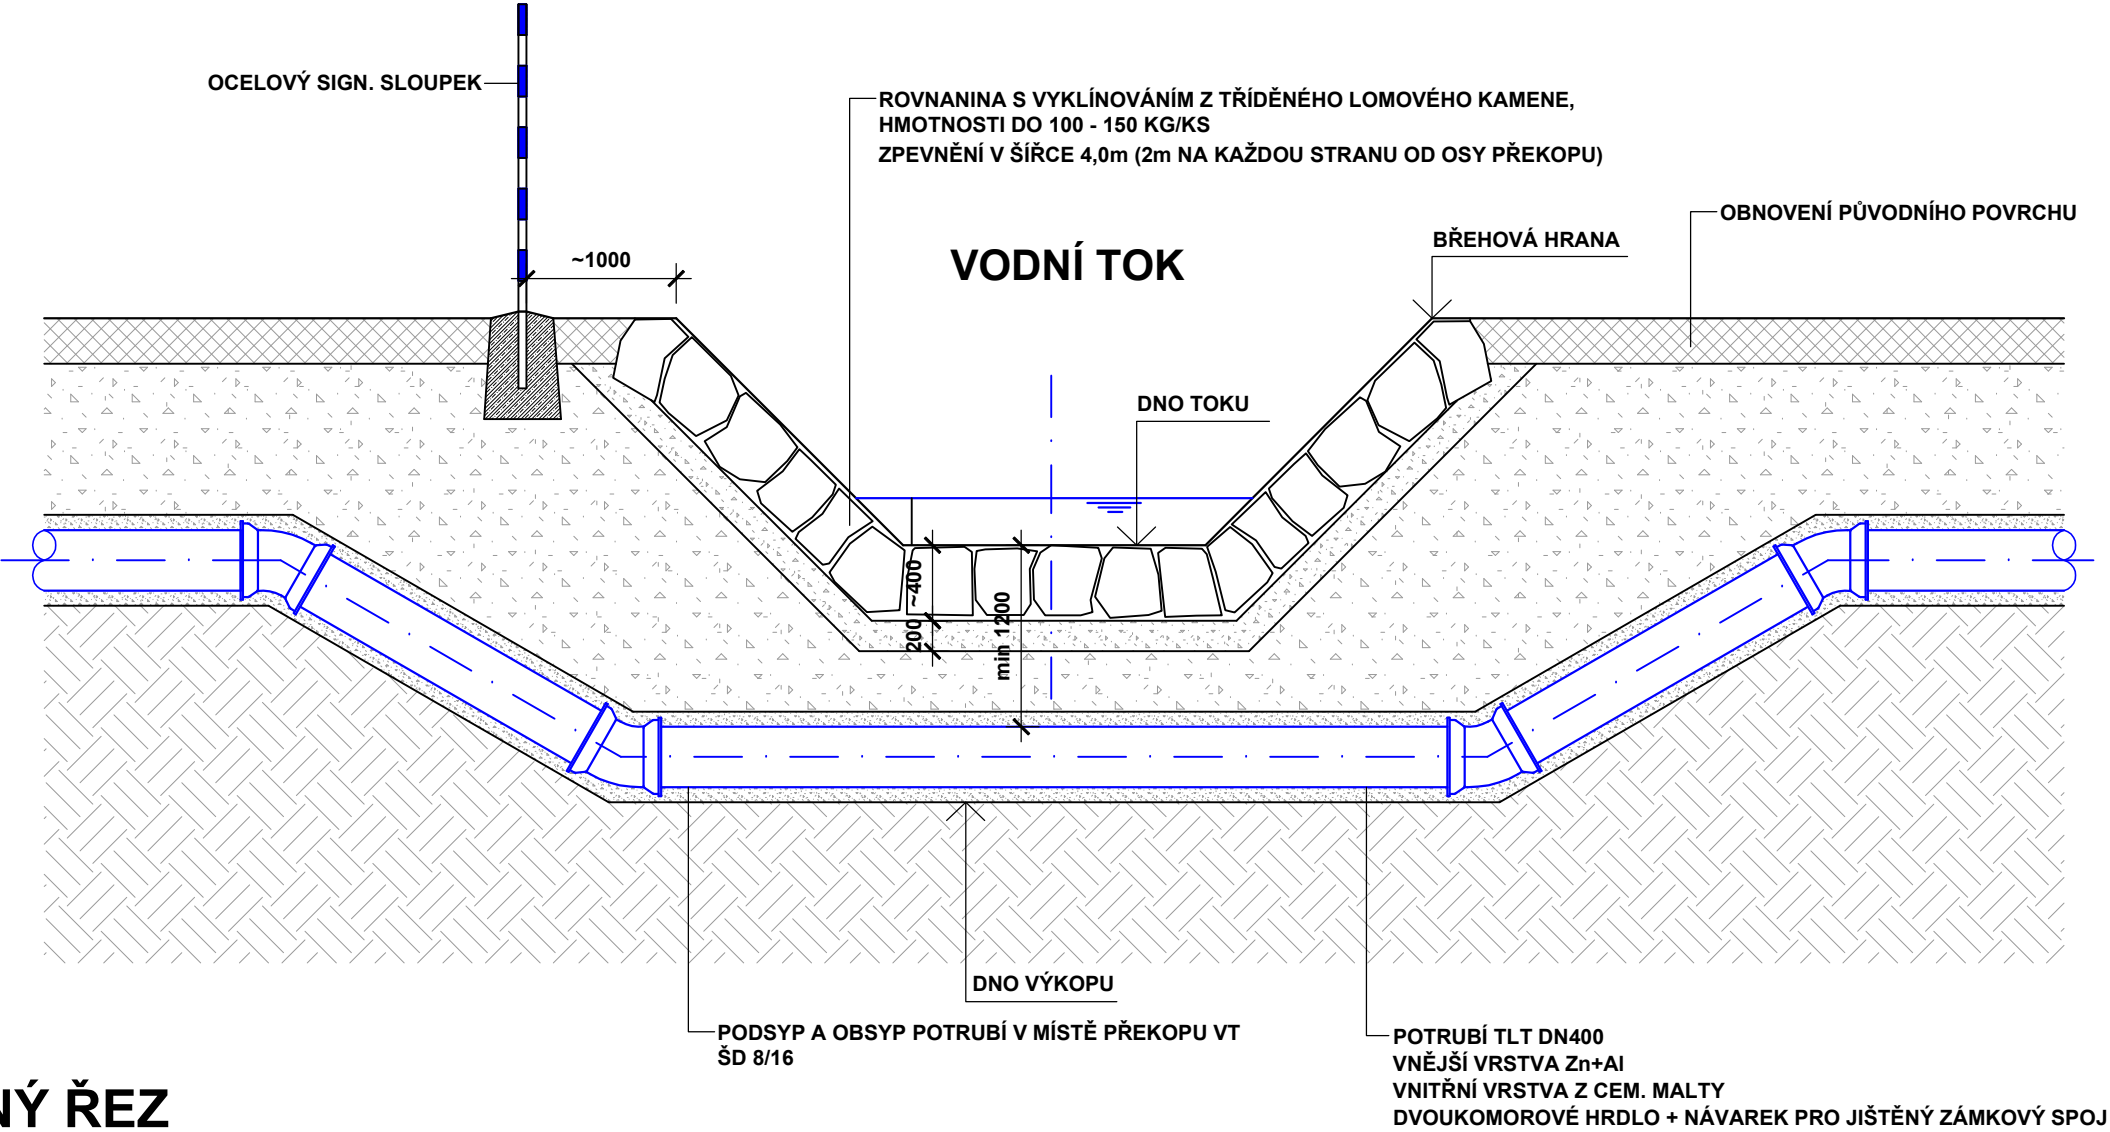 OCELOVÝ SIGN. SLOUPEK
ROVNANINA S VYKLÍNOVÁNÍM Z TŘÍDĚNÉHO LOMOVÉHO KAMENE,
HMOTNOSTI DO 100 - 150 KG/KS
ZPEVNĚNÍ V ŠÍŘCE 4,0m (2m NA KAŽDOU STRANU OD OSY PŘEKOPU)
OBNOVENÍ PŮVODNÍHO POVRCHU
BŘEHOVÁ HRANA
~1000
VODNÍ TOK
DNO TOKU
~400
200
min 1200
DNO VÝKOPU
PODSYP A OBSYP POTRUBÍ V MÍSTĚ PŘEKOPU VT
ŠD 8/16
POTRUBÍ TLT DN400
VNĚJŠÍ VRSTVA Zn+Al
VNITŘNÍ VRSTVA Z CEM. MALTY
DVOUKOMOROVÉ HRDLO + NÁVAREK PRO JIŠTĚNÝ ZÁMKOVÝ SPOJ
NÝ ŘEZ